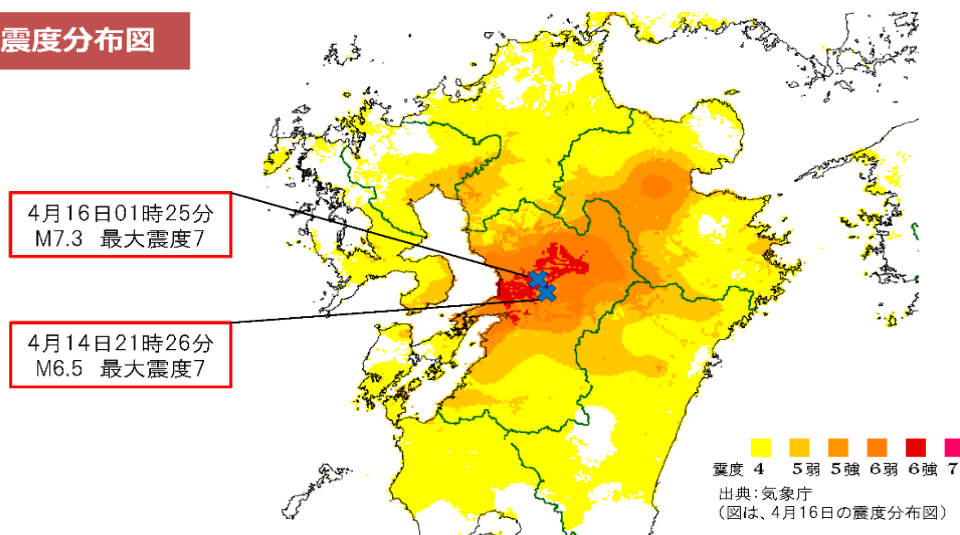 震度分布図
4月16日01時25分
M7.3 最大震度7
4月14日21時26分
M6.5 最大震度7
震度 4 5弱 5強 6弱 6強 7
出典：気象庁
（図は、4月16日の震度分布図）